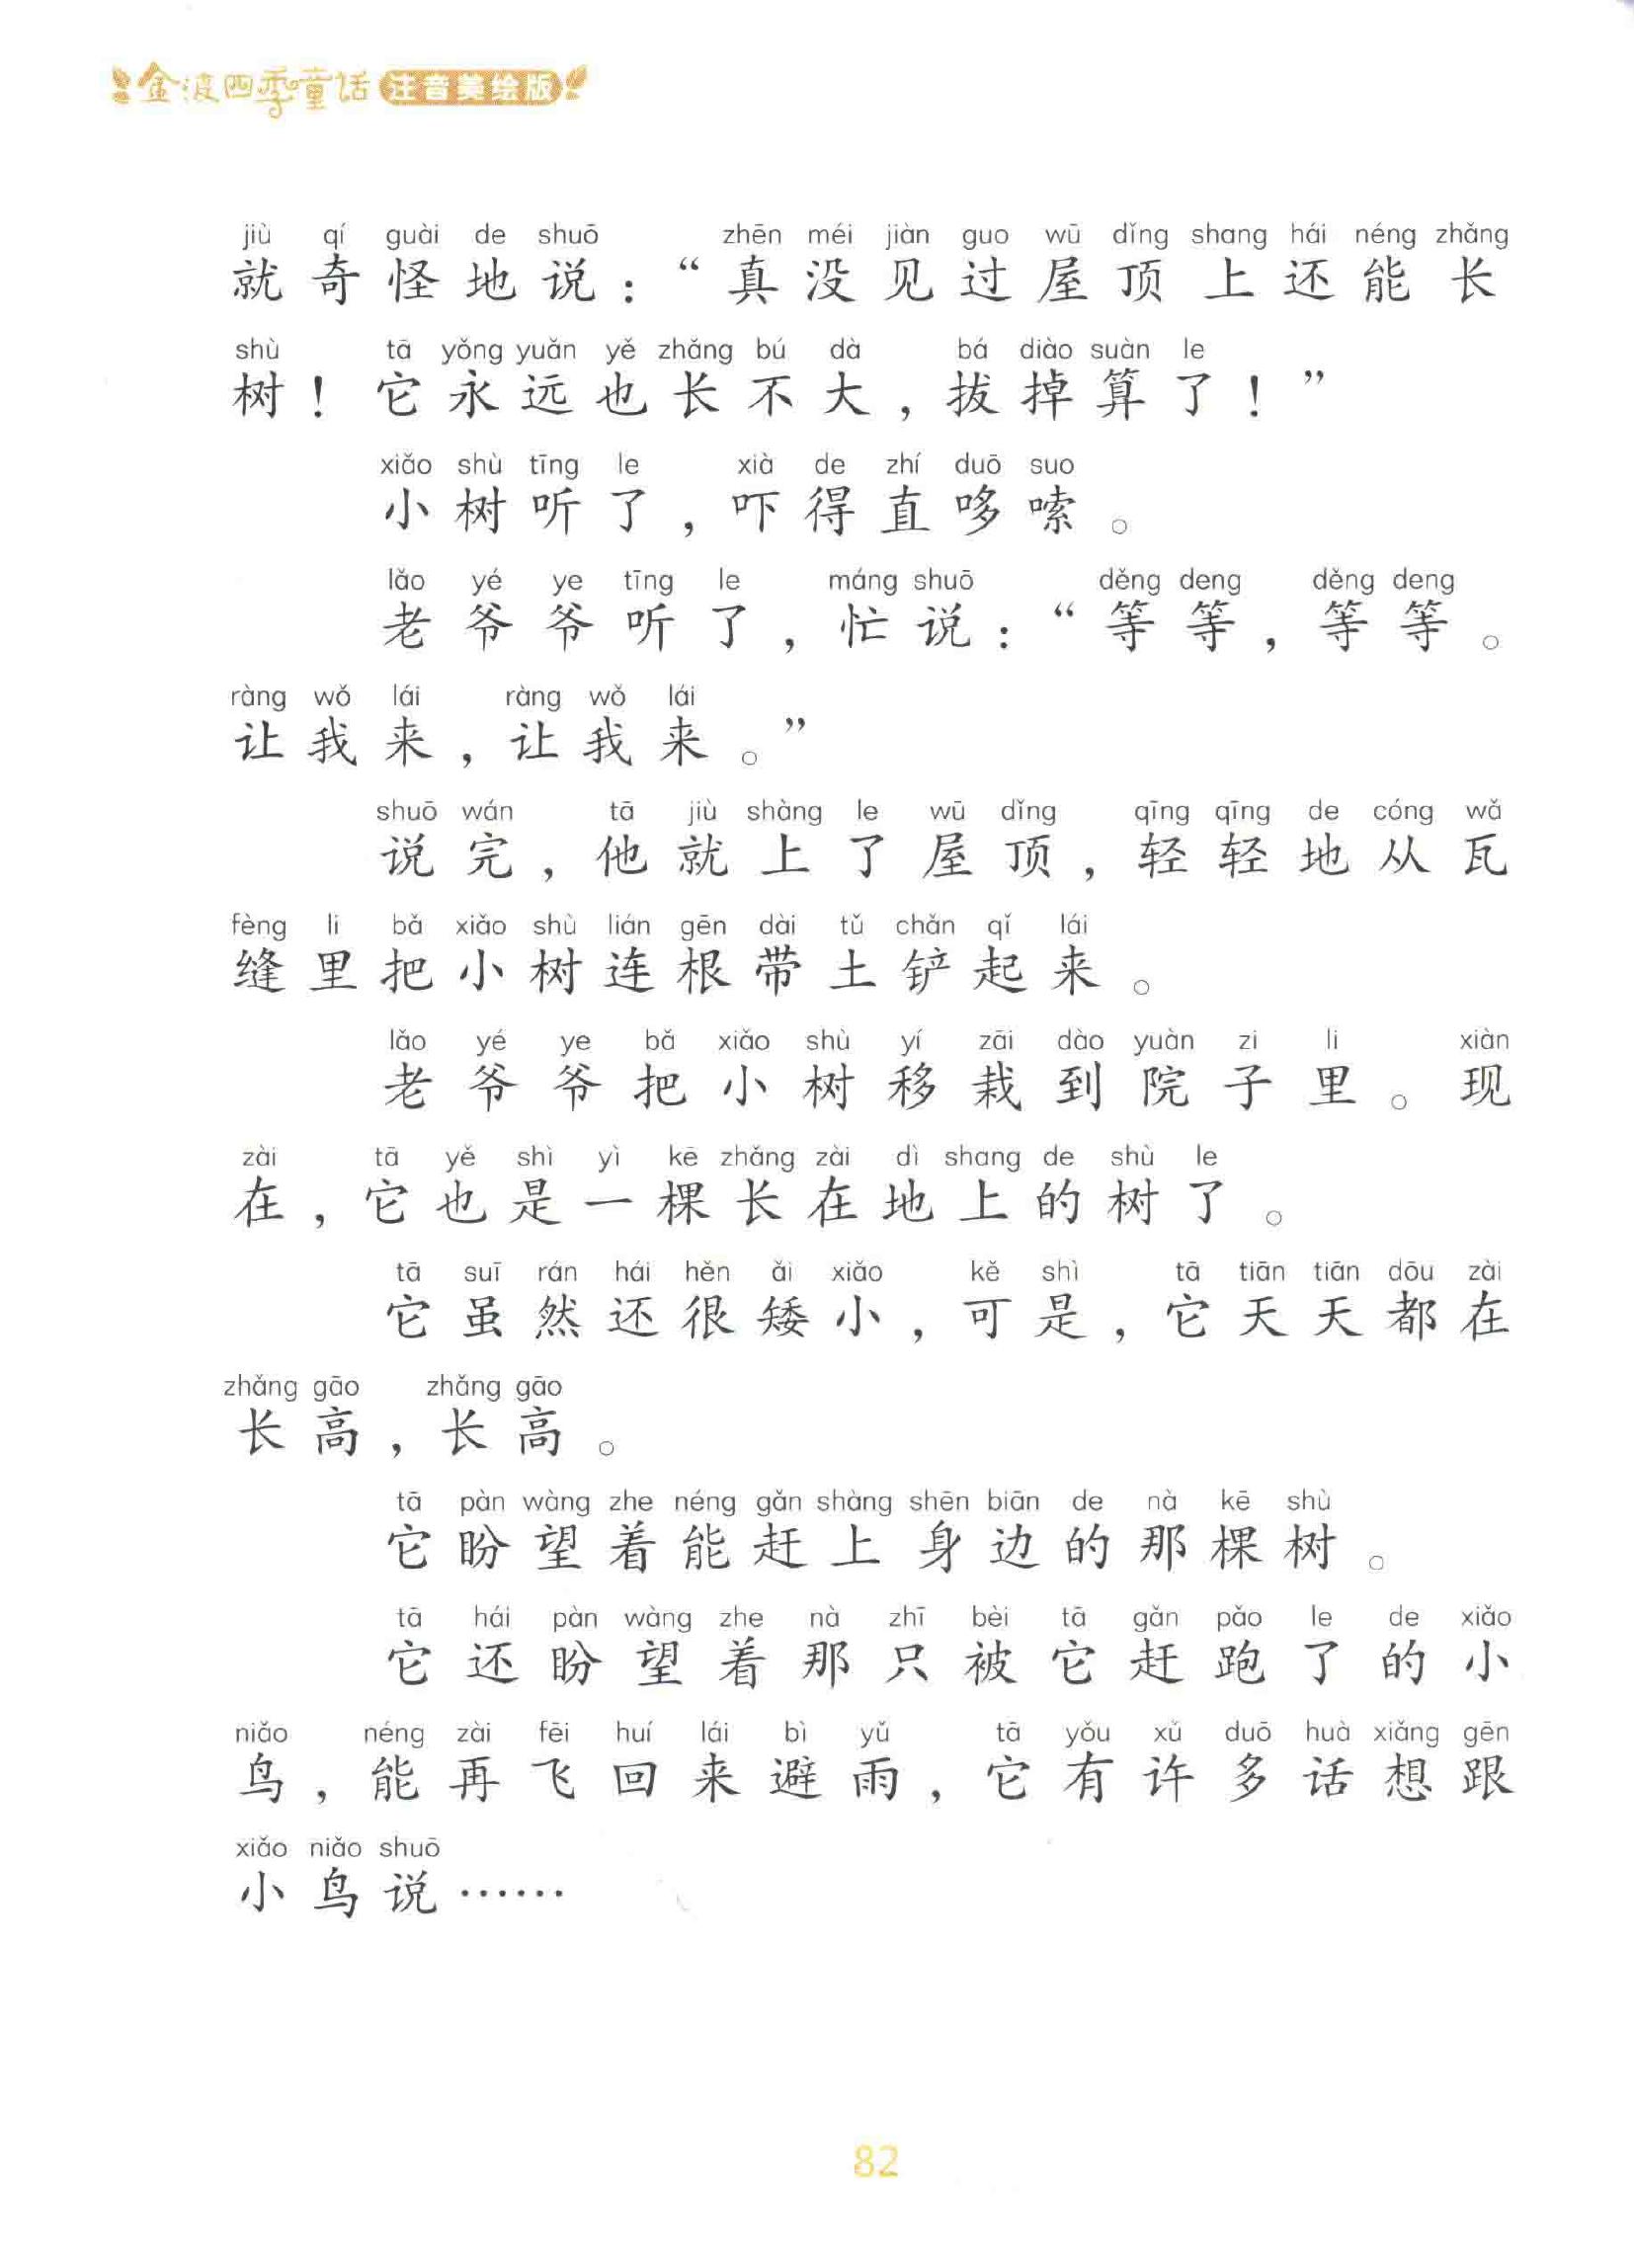 金波四季童话 注音美绘版
jiù qí guài de shuō zhēn méi jiàn guo wū dǐng shang hái néng zhǎng
就奇怪地说：“真没见过屋顶上还能长
shù tā yǒng yuǎn yě zhǎng bú dà bá diào suàn le
树！它永远也长不大，拔掉算了！”
xiǎo shù tīng le xià de zhí duō suo
小树听了，吓得直哆嗦。
lǎo yé ye tīng le máng shuō děng deng děng deng
老爷爷听了，忙说：“等等，等等。
ràng wǒ lái ràng wǒ lái
让我来，让我来。”
shuō wán tā jiù shàng le wū dǐng qīng qīng de cóng wǎ
说完，他就上了屋顶，轻轻地从瓦
fèng li bǎ xiǎo shù lián gēn dài tǔ chǎn qǐ lái
缝里把小树连根带土铲起来。
lǎo yé ye bǎ xiǎo shù yí zāi dào yuàn zi li xiàn
老爷爷把小树移栽到院子里。现
zài tā yě shì yì kē zhǎng zài dì shang de shù le
在，它也是一棵长在地上的树了。
tā suī rán hái hěn ǎi xiǎo kě shì tā tiān tiān dōu zài
它虽然还很矮小，可是，它天天都在
zhǎng gāo zhǎng gāo
长高，长高。
tā pàn wàng zhe néng gǎn shàng shēn biān de nà kē shù
它盼望着能赶上身边的那棵树。
tā hái pàn wàng zhe nà zhī bèi tā gǎn pǎo le de xiǎo
它还盼望着那只被它赶跑了的小
niǎo néng zài fēi huí lái bì yǔ tā yǒu xǔ duō huà xiǎng gēn
鸟，能再飞回来避雨，它有许多话想跟
xiǎo niǎo shuō
小鸟说……
82